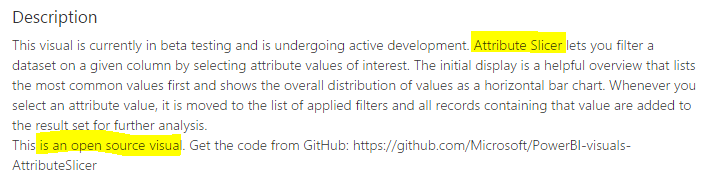 Description
This visual is currently in beta testing and is undergoing active development. Attribute Slicer lets you filter a
dataset on a given column by selecting attribute values of interest. The initial display is a helpful overview that lists
the most common values first and shows the overall distribution of values as a horizontal bar chart. Whenever you
select an attribute value, it is moved to the list of applied filters and all records containing that value are added to
the result set for further analysis.
This is an open source visual. Get the code from GitHub: https://github.com/Microsoft/PowerBI-visuals-
AttributeSlicer